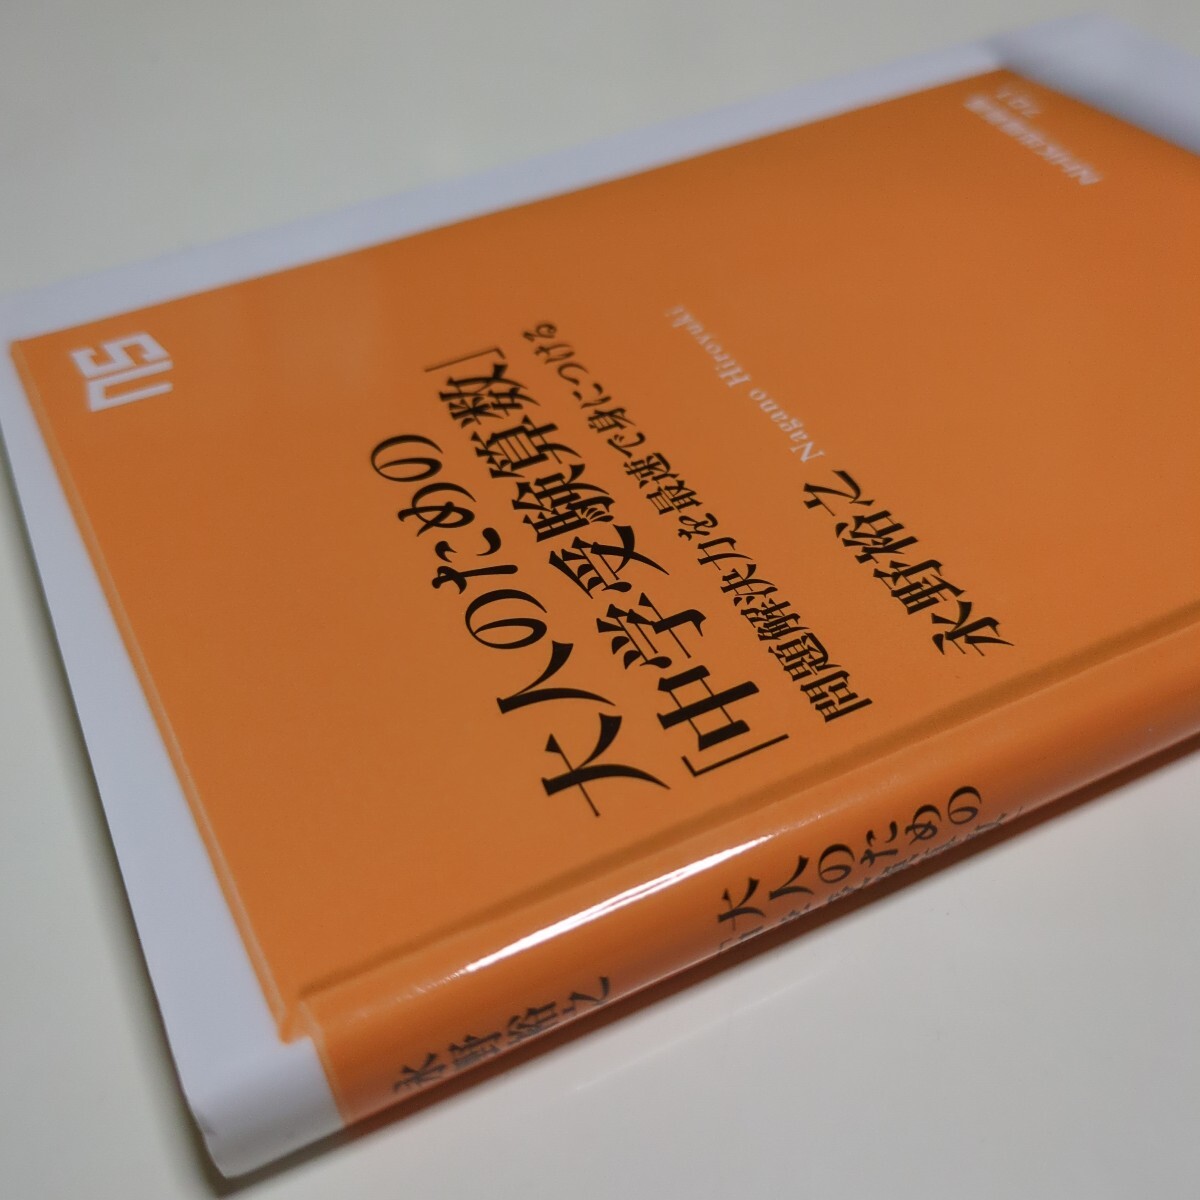 NHK出版新書
701
大人のための
「中学受験算数」
問題解決力を最速で身につける
永野裕之
Nagano Hiroyuki
大人のための
永野裕之